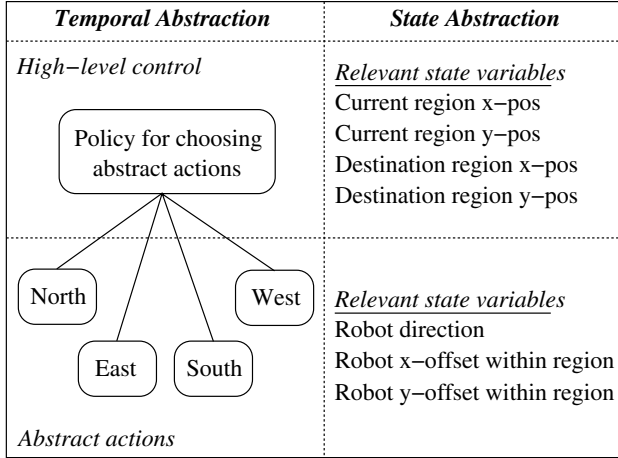 Temporal Abstraction
State Abstraction
High−level control
Policy for choosing
abstract actions
Relevant state variables
Current region x−pos
Current region y−pos
Destination region x−pos
Destination region y−pos
North
West
East
South
Abstract actions
Relevant state variables
Robot direction
Robot x−offset within region
Robot y−offset within region